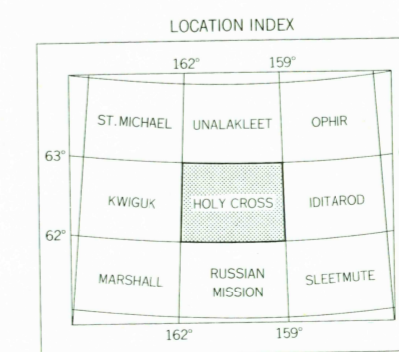 LOCATION INDEX
162° 159°
ST. MICHAEL UNALAKLEET OPHIR
63°
KWIGUK HOLY CROSS IDITAROD
62°
MARSHALL RUSSIAN MISSION SLEETMUTE
162° 159°